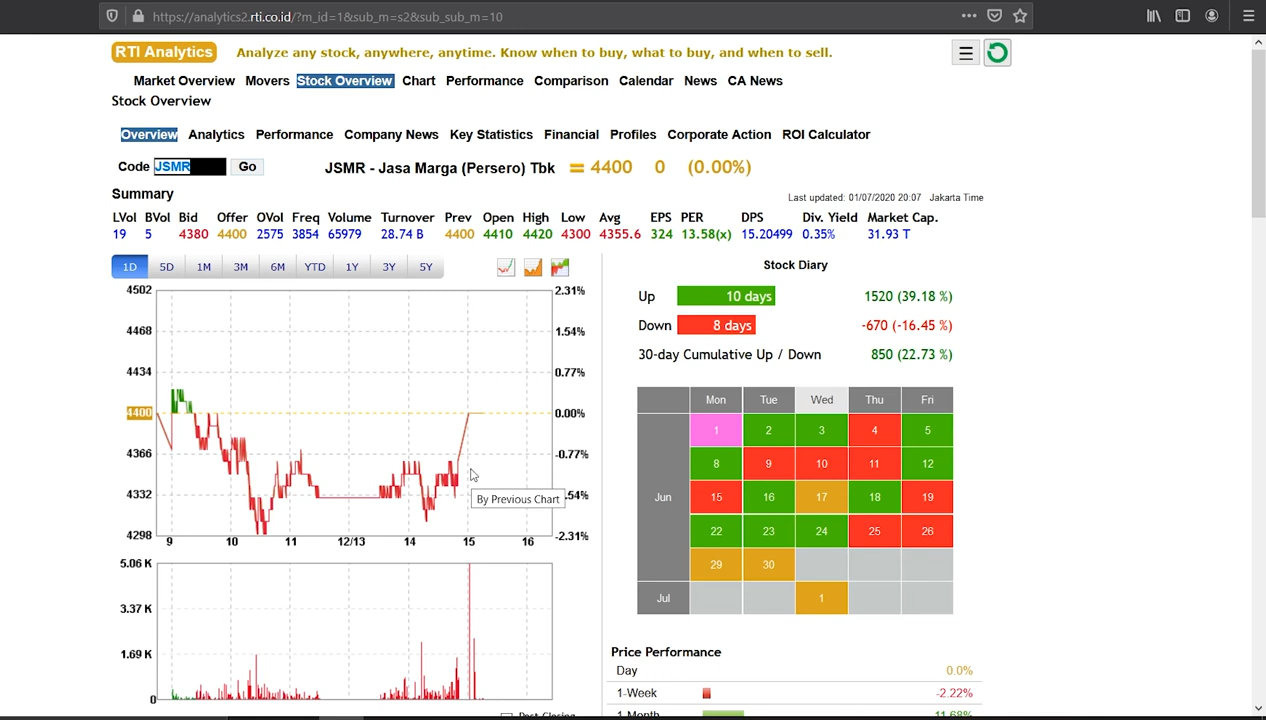 https://analytics2.rti.co.id/?m_id=1&sub_m=s2&sub_sub_m=10
RTI Analytics Analyze any stock, anywhere, anytime. Know when to buy, what to buy, and when to sell.
Market Overview Movers Stock Overview Chart Performance Comparison Calendar News CA News
Stock Overview
Overview Analytics Performance Company News Key Statistics Financial Profiles Corporate Action ROI Calculator
Code JSMR Go JSMR - Jasa Marga (Persero) Tbk = 4400 0 (0.00%)
Summary
Last updated: 01/07/2020 20:07 Jakarta Time
LVol BVol Bid Offer OVol Freq Volume Turnover Prev Open High Low Avg EPS PER DPS Div. Yield Market Cap.
19 5 4380 4400 2575 3854 65979 28.74 B 4400 4410 4420 4300 4355.6 324 13.58(x) 15.20499 0.35% 31.93 T
1D 5D 1M 3M 6M YTD 1Y 3Y 5Y
4502 2.31%
4468 1.54%
4434 0.77%
4400 0.00%
4366 -0.77%
4332 .54%
By Previous Chart
4298 -2.31%
9 10 11 12/13 14 15 16
5.06 K
3.37 K
1.69 K
0
Stock Diary
Up 10 days 1520 (39.18 %)
Down 8 days -670 (-16.45 %)
30-day Cumulative Up / Down 850 (22.73 %)
Mon Tue Wed Thu Fri
1 2 3 4 5
8 9 10 11 12
Jun 15 16 17 18 19
22 23 24 25 26
29 30
Jul 1
Price Performance
Day 0.0%
1-Week -2.22%
1-Month 11.68%
Post-Closing